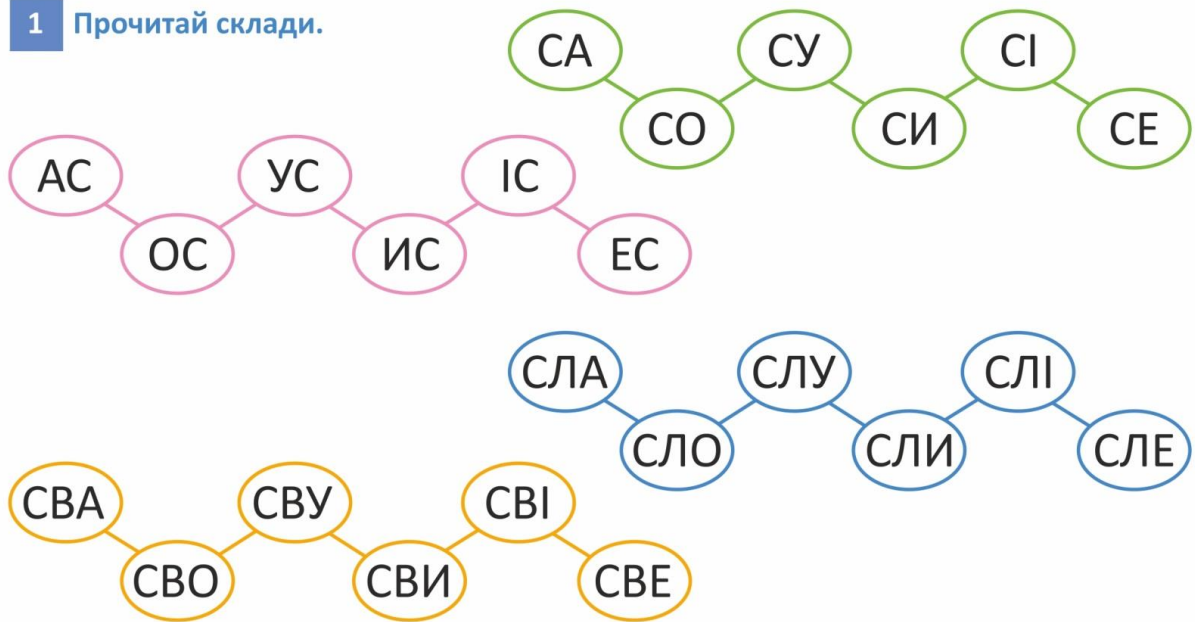 1 Прочитай склади.
СА СО СУ СИ СІ СЕ
АС ОС УС ИС ІС ЕС
СЛА СЛО СЛУ СЛИ СЛІ СЛЕ
СВА СВО СВУ СВИ СВІ СВЕ